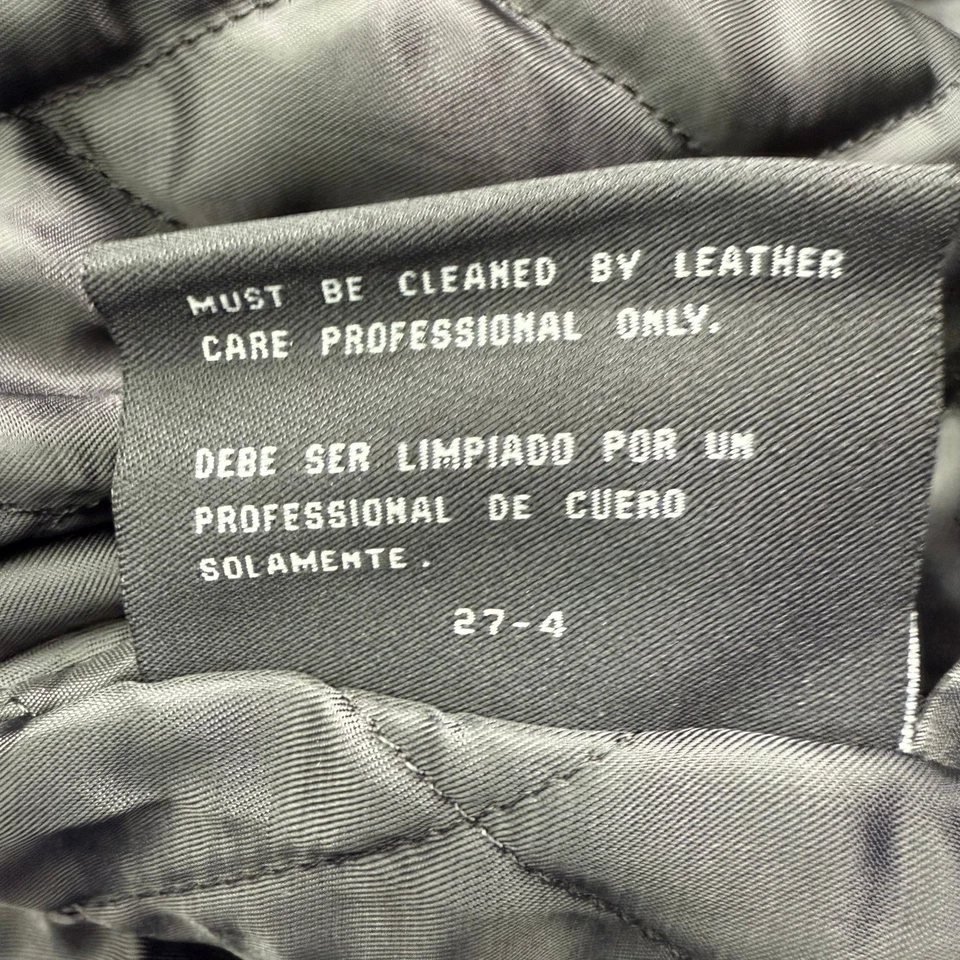 MUST BE CLEANED BY LEATHER
CARE PROFESSIONAL ONLY.
DEBE SER LIMPIADO POR UN
PROFESSIONAL DE CUERO
SOLAMENTE.
27-4